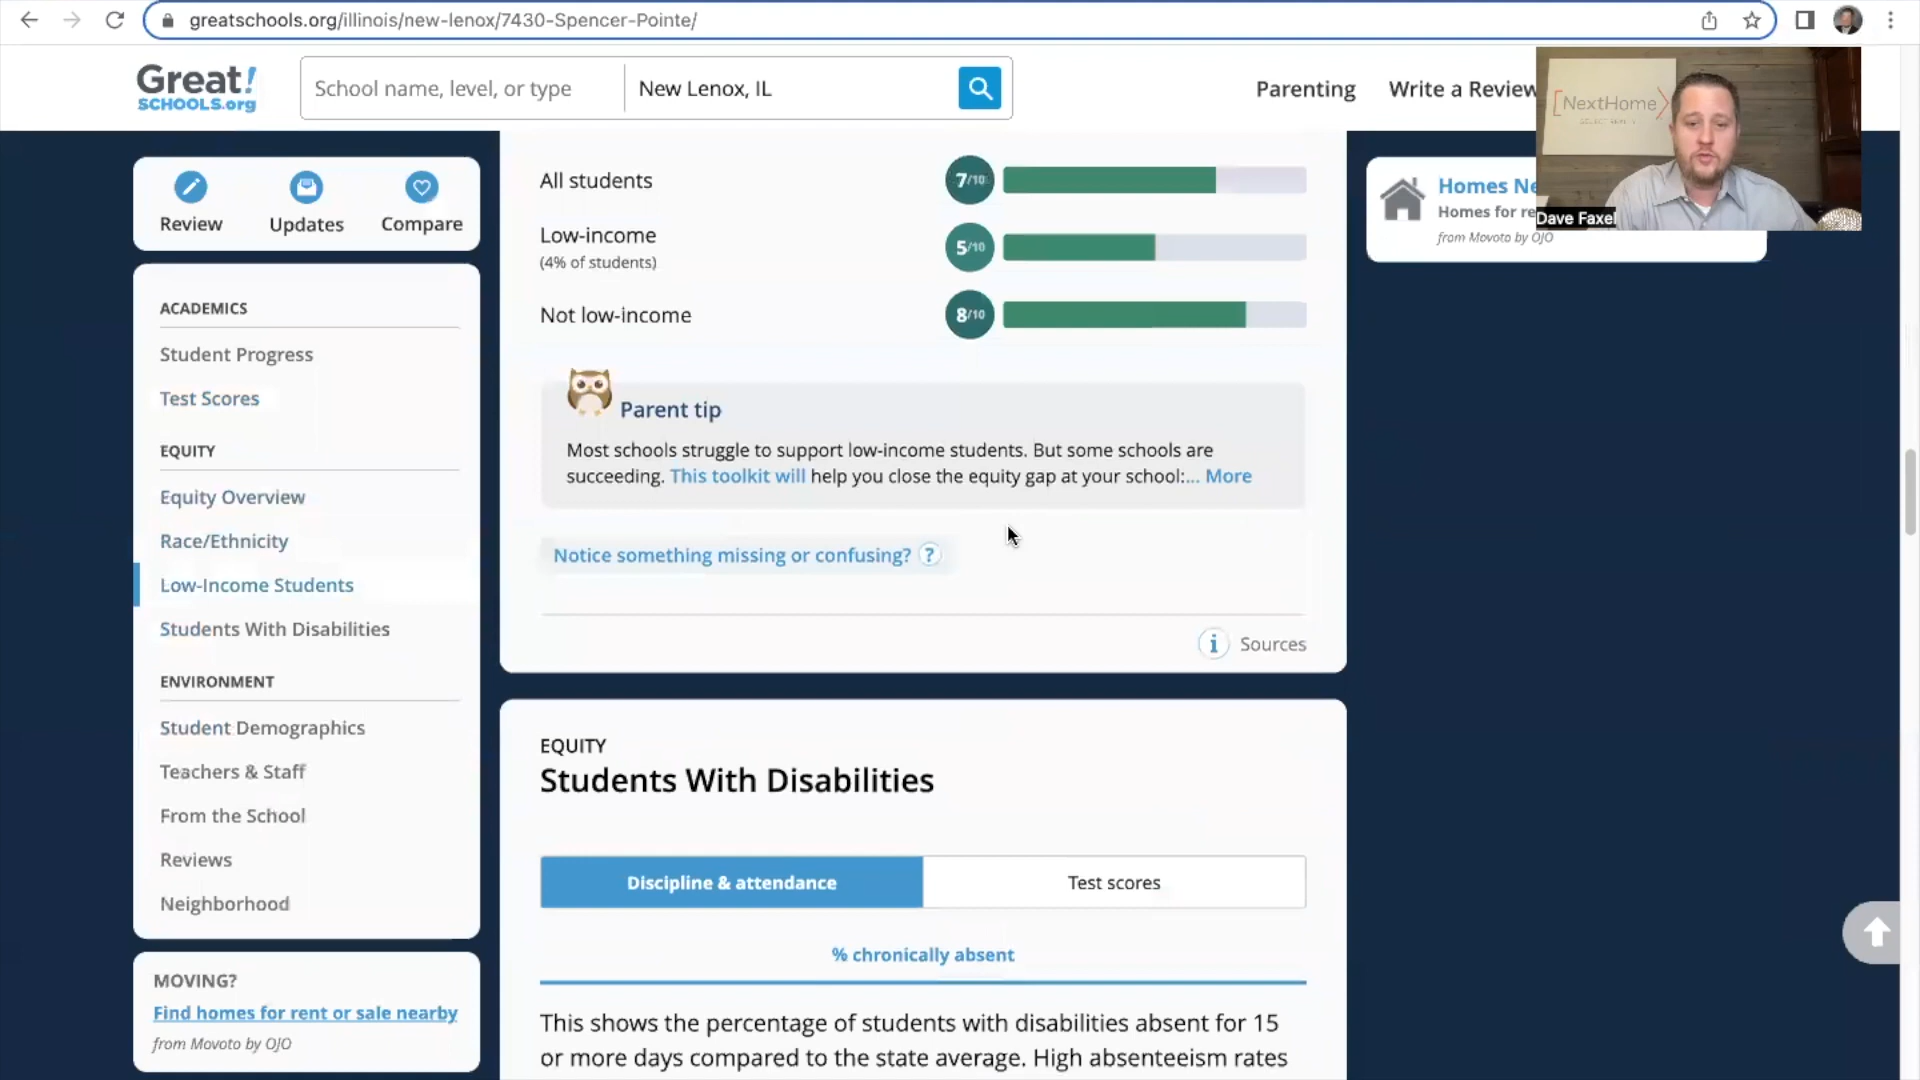 greatschools.org/illinois/new-lenox/7430-Spencer-Pointe/
Great!
SCHOOLS.org
School name, level, or type
New Lenox, IL
Parenting
Write a Review
[NextHome
Dave Faxel
Review
Updates
Compare
ACADEMICS
Student Progress
Test Scores
EQUITY
Equity Overview
Race/Ethnicity
Low-Income Students
Students With Disabilities
ENVIRONMENT
Student Demographics
Teachers & Staff
From the School
Reviews
Neighborhood
MOVING?
Find homes for rent or sale nearby
from Movoto by OJO
All students
7/10
Low-income
(4% of students)
5/10
Not low-income
8/10
Parent tip
Most schools struggle to support low-income students. But some schools are
succeeding. This toolkit will help you close the equity gap at your school:... More
Notice something missing or confusing? ?
i Sources
EQUITY
Students With Disabilities
Discipline & attendance
Test scores
% chronically absent
This shows the percentage of students with disabilities absent for 15
or more days compared to the state average. High absenteeism rates
Homes Ne
Homes for re
from Movoto by OJO